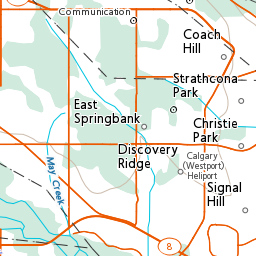 Communication
Coach
Hill
Strathcona
Park
East
Springbank
Christie
Park
Discovery
Ridge
Calgary
(Westport)
Heliport
May Creek
Signal
Hill
8